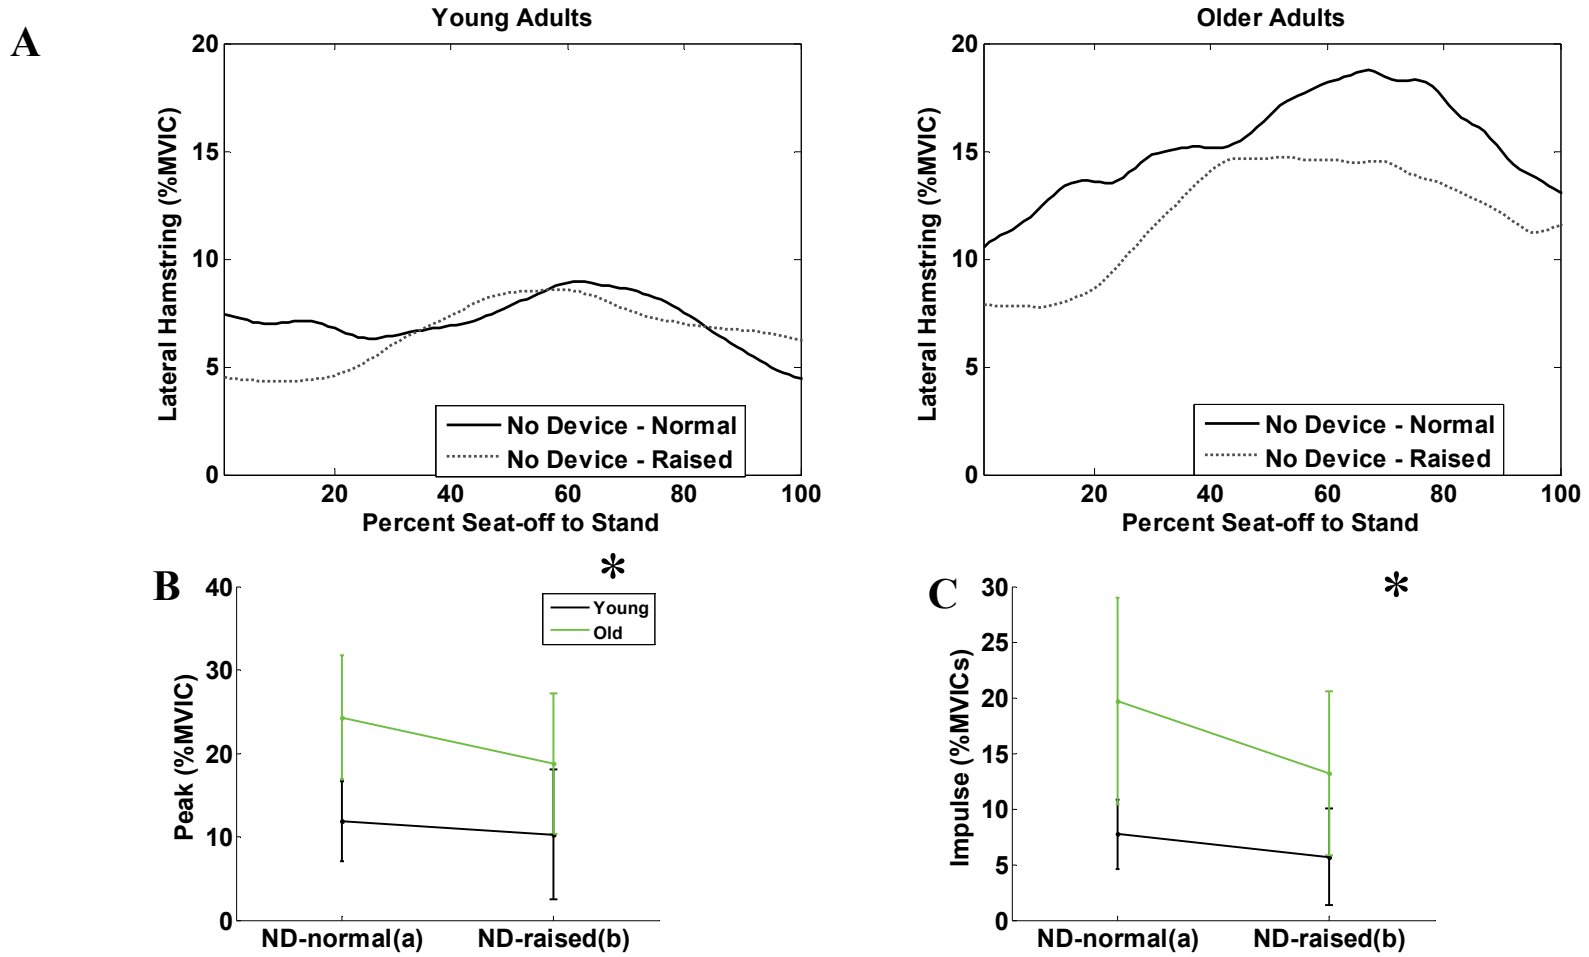 A
Young Adults
Lateral Hamstring (%MVIC)
20
15
10
5
0
No Device - Normal
No Device - Raised
20 40 60 80 100
Percent Seat-off to Stand
Older Adults
Lateral Hamstring (%MVIC)
20
15
10
5
0
No Device - Normal
No Device - Raised
20 40 60 80 100
Percent Seat-off to Stand
B
*
Peak (%MVIC)
40
30
20
10
0
Young
Old
ND-normal(a) ND-raised(b)
C
*
Impulse (%MVICs)
30
25
20
15
10
5
0
ND-normal(a) ND-raised(b)